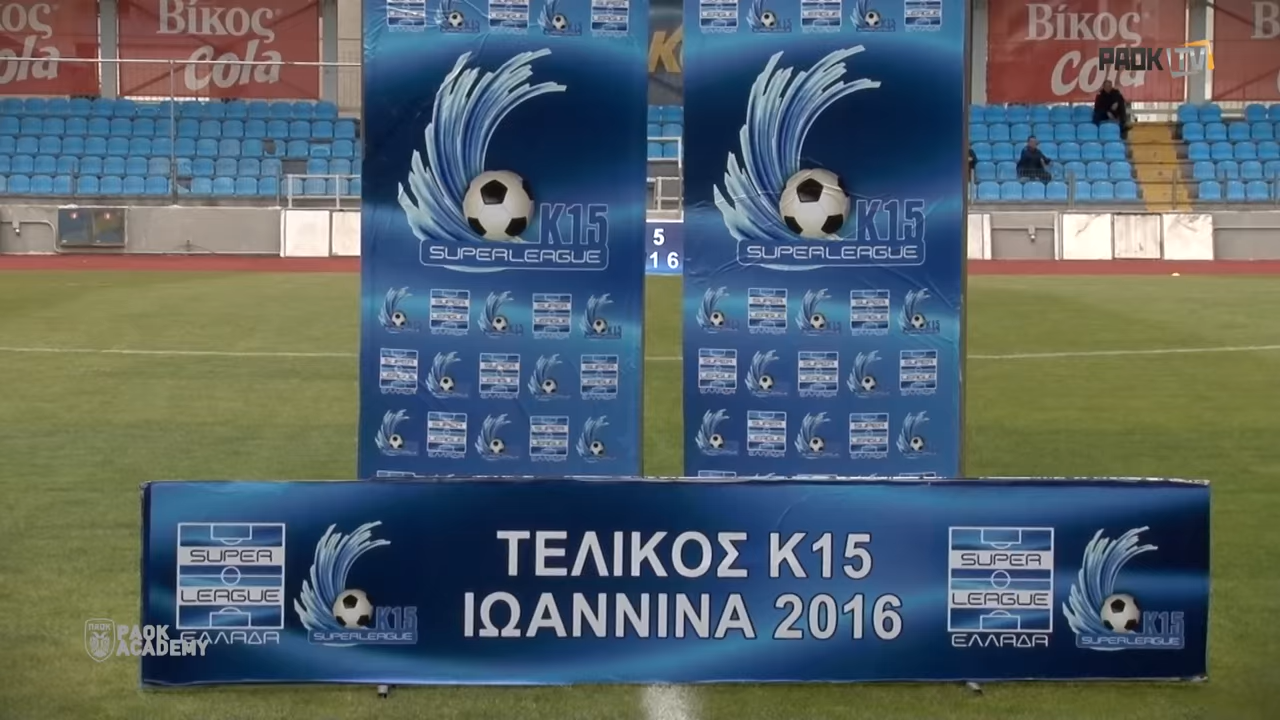 Βίκος
Cola
Βίκος
Cola
PAOK TV
K15
SUPERLEAGUE
K15
SUPERLEAGUE
5
16
ΤΕΛΙΚΟΣ Κ15
ΙΩΑΝΝΙΝΑ 2016
SUPER
LEAGUE
ΕΛΛΑΔΑ
K15
SUPERLEAGUE
SUPER
LEAGUE
ΕΛΛΑΔΑ
K15
SUPERLEAGUE
PAOK
ACADEMY